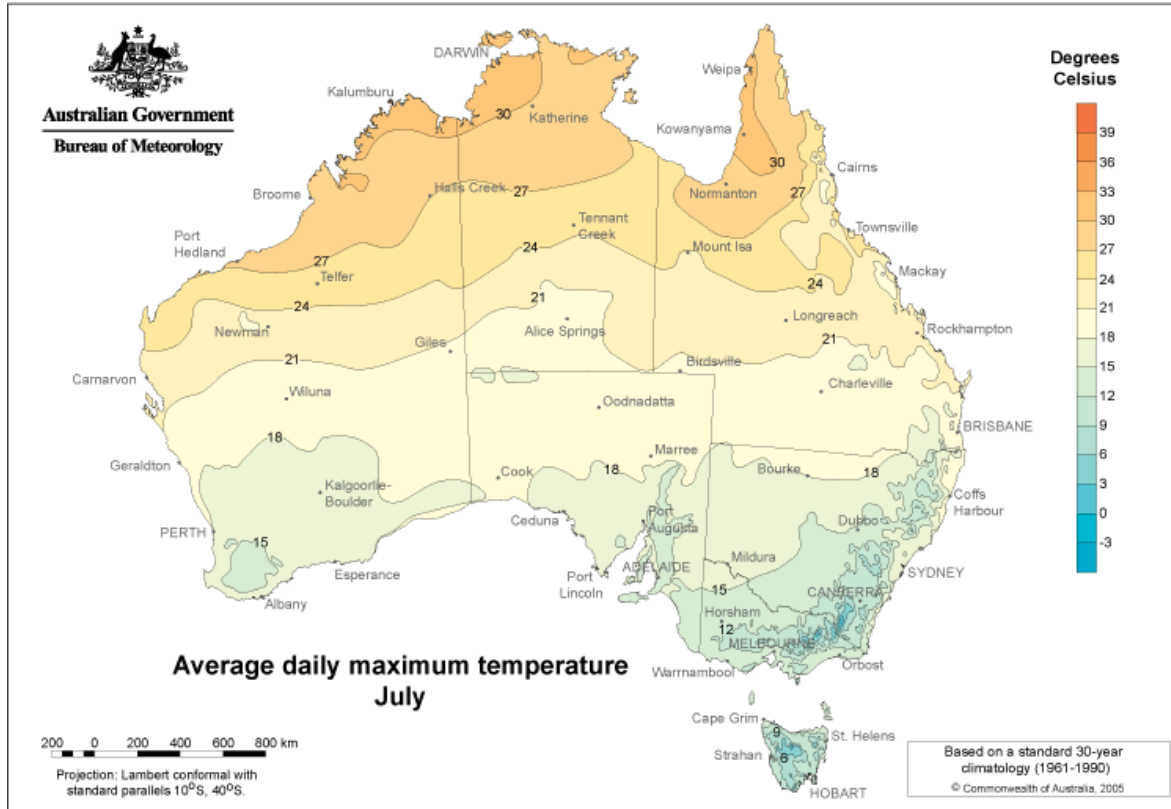 Australian Government
Bureau of Meteorology
DARWIN
Weipa
Kalumburu
30
Katherine
Kowanyama
30
Cairns
Broome
Halls Creek
27
Normanton
27
Port
Hedland
Tennant
Creek
Townsville
27
Telfer
24
Mount Isa
Mackay
24
24
Newman
21
Alice Springs
Longreach
Rockhampton
Giles
21
21
Birdsville
Carnarvon
Wiluna
Charleville
Oodnadatta
18
BRISBANE
Geraldton
Marree
Cook
18
Bourke
18
Kalgoorlie-
Boulder
Coffs
Harbour
PERTH
Ceduna
Port
Augusta
Dubbo
15
Mildura
SYDNEY
Esperance
Port
Lincoln
ADELAIDE
Albany
15
CANBERRA
Horsham
12
MELBOURNE
Warrnambool
Orbost
Cape Grim
9
St. Helens
Strahan
6
HOBART
Degrees
Celsius
39
36
33
30
27
24
21
18
15
12
9
6
3
0
-3
Average daily maximum temperature
July
200 0 200 400 600 800 km
Projection: Lambert conformal with
standard parallels 10°S, 40°S.
Based on a standard 30-year
climatology (1961-1990)
© Commonwealth of Australia, 2005